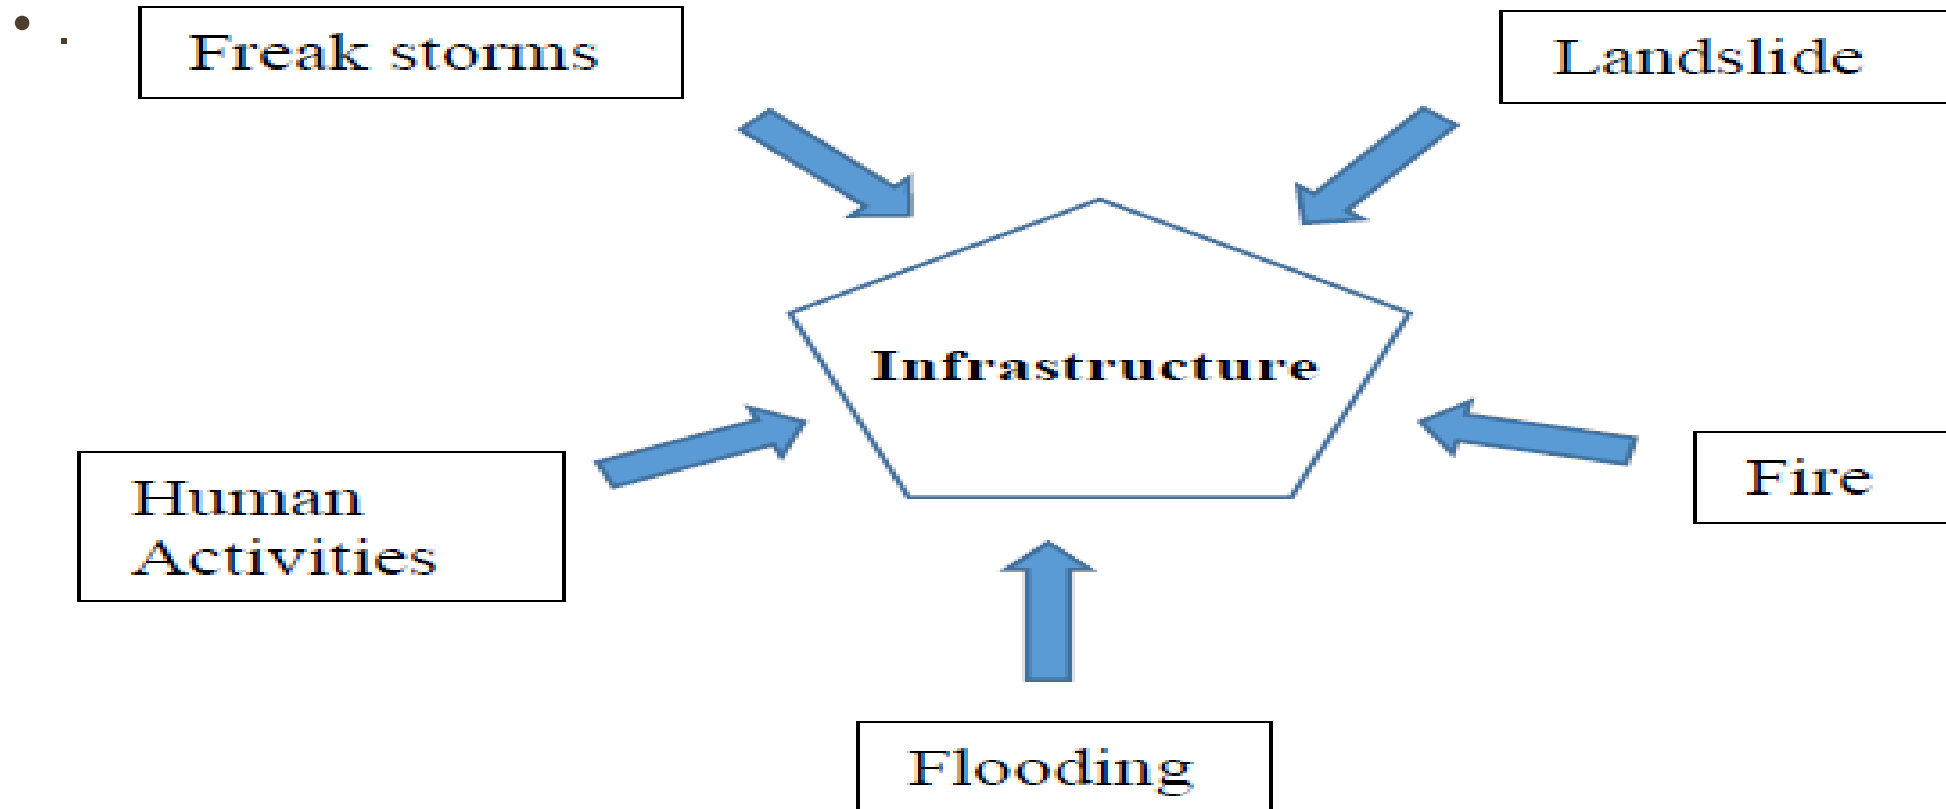 Freak storms
Landslide
Infrastructure
Human
Activities
Fire
Flooding